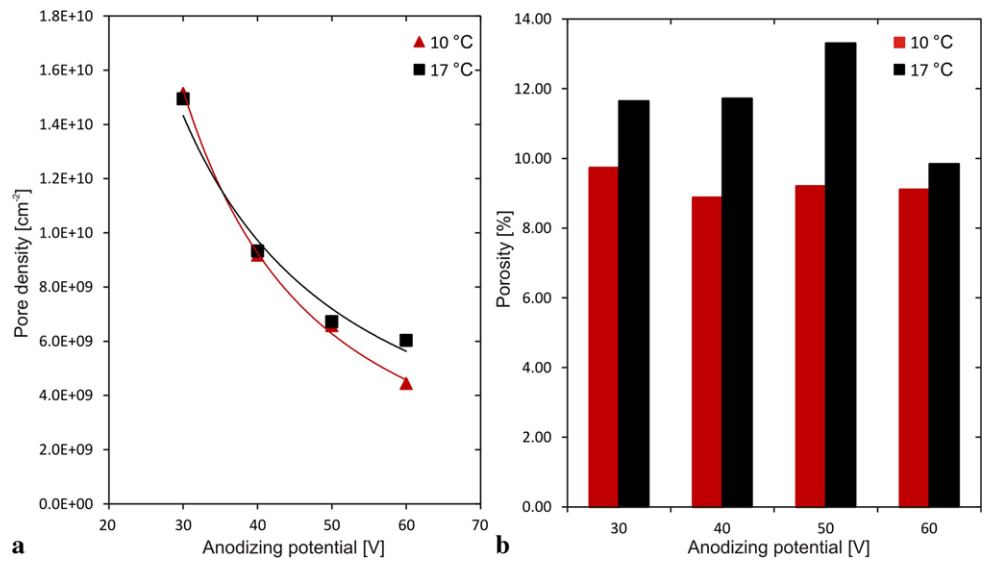 1.8E+10
1.6E+10
1.4E+10
1.2E+10
1.0E+10
8.0E+09
6.0E+09
4.0E+09
2.0E+09
0.0E+00
Pore density [cm⁻²]
10 °C
17 °C
20 30 40 50 60 70
Anodizing potential [V]
a
16.00
14.00
12.00
10.00
8.00
6.00
4.00
2.00
0.00
Porosity [%]
10 °C
17 °C
30 40 50 60
Anodizing potential [V]
b